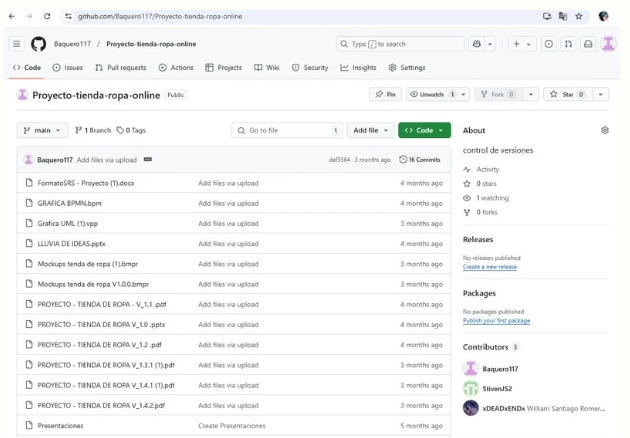 github.com/Baquero117/Proyecto-tienda-ropa-online
Baquero117 / Proyecto-tienda-ropa-online
Type / to search
Code Issues Pull requests Actions Projects Wiki Security Insights Settings
Proyecto-tienda-ropa-online Public
Pin Unwatch 1 Fork 0 Star 0
main 1 Branch 0 Tags Go to file t Add file Code
About
control de versiones
Baquero117 Add files via upload daf5564 · 3 months ago 16 Commits
FormatoSRS - Proyecto (1).docx Add files via upload 4 months ago
GRAFICA BPMN.bpm Add files via upload 4 months ago
Grafica UML (1).vpp Add files via upload 3 months ago
LLUVIA DE IDEAS.pptx Add files via upload 4 months ago
Mockups tenda de ropa (1).bmpr Add files via upload 3 months ago
Mockups tenda de ropa V1.0.0.bmpr Add files via upload 3 months ago
PROYECTO - TIENDA DE ROPA - V_1.1 .pdf Add files via upload 4 months ago
PROYECTO - TIENDA DE ROPA V_1.0 .pptx Add files via upload 4 months ago
PROYECTO - TIENDA DE ROPA V_1.2 .pdf Add files via upload 4 months ago
PROYECTO - TIENDA DE ROPA V_1.3.1 (1).pdf Add files via upload 3 months ago
PROYECTO - TIENDA DE ROPA V_1.4.1 (1).pdf Add files via upload 3 months ago
PROYECTO - TIENDA DE ROPA V_1.4.2.pdf Add files via upload 3 months ago
Presentaciones Create Presentaciones 5 months ago
Activity
0 stars
1 watching
0 forks
Releases
No releases published
Create a new release
Packages
No packages published
Publish your first package
Contributors 3
Baquero117
StivenJS2
xDEADxENDx William Santiago Romer...